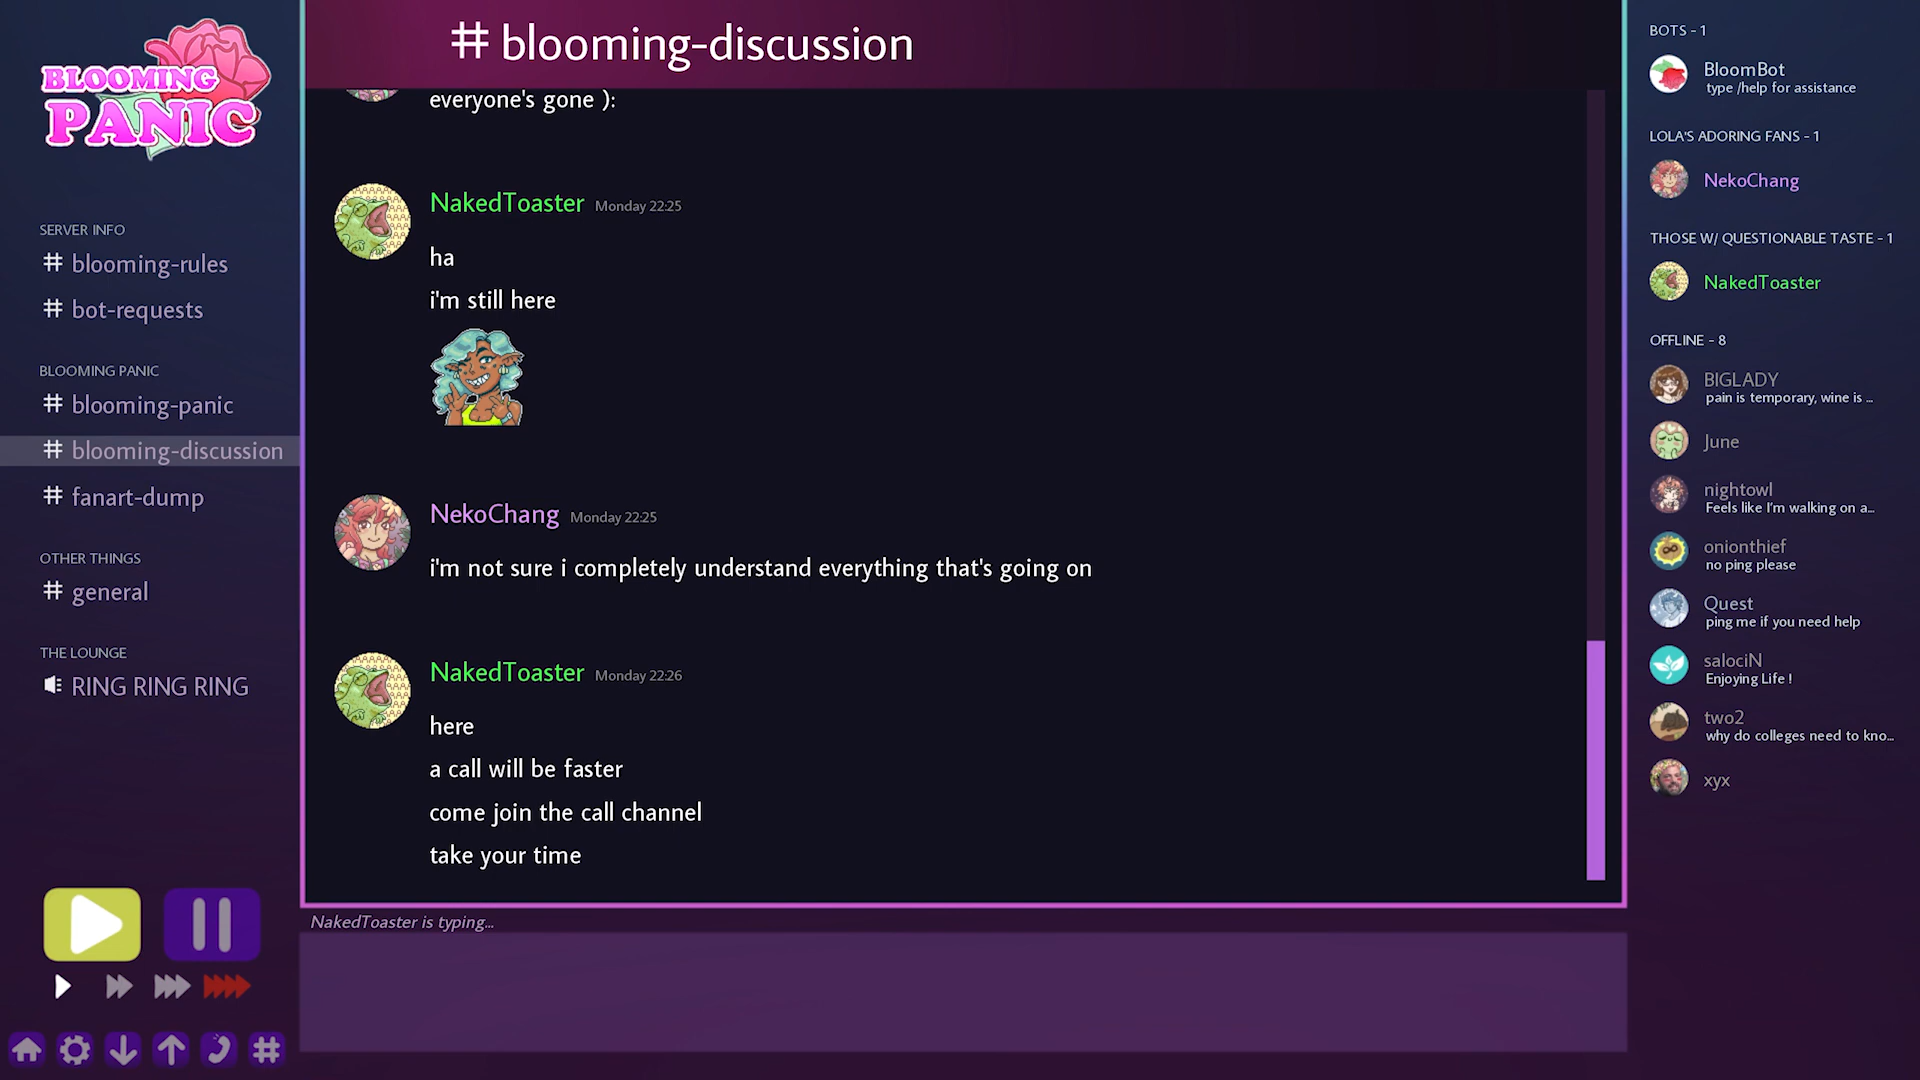 BLOOMING
PANIC
SERVER INFO
# blooming-rules
# bot-requests
BLOOMING PANIC
# blooming-panic
# blooming-discussion
# fanart-dump
OTHER THINGS
# general
THE LOUNGE
RING RING RING
# blooming-discussion
everyone's gone ):
NakedToaster Monday 22:25
ha
i'm still here
NekoChang Monday 22:25
i'm not sure i completely understand everything that's going on
NakedToaster Monday 22:26
here
a call will be faster
come join the call channel
take your time
NakedToaster is typing...
BOTS - 1
BloomBot
type /help for assistance
LOLA'S ADORING FANS - 1
NekoChang
THOSE W/ QUESTIONABLE TASTE - 1
NakedToaster
OFFLINE - 8
BIGLADY
pain is temporary, wine is ...
June
nightowl
Feels like I'm walking on a...
onionthief
no ping please
Quest
ping me if you need help
salociN
Enjoying Life !
two2
why do colleges need to kno...
xyx